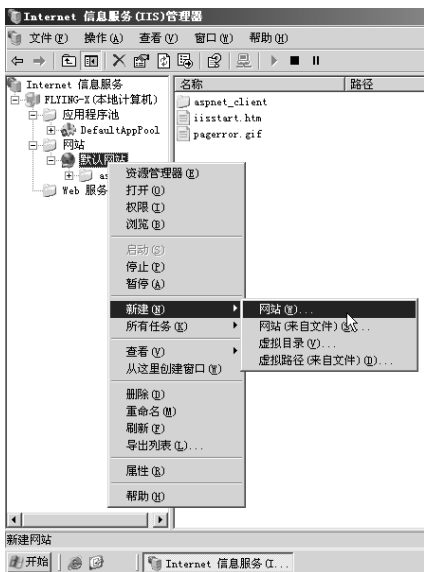 Internet 信息服务(IIS)管理器
文件(F) 操作(A) 查看(V) 窗口(W) 帮助(H)
Internet 信息服务
名称 路径
FLYING-X(本地计算机)
应用程序池
DefaultAppPool
网站
默认网站
Web 服务
aspnet_client
iisstart.htm
pagerror.gif
资源管理器(E)
打开(O)
权限(I)
浏览(B)
启动(S)
停止(P)
暂停(A)
新建(N)
所有任务(K)
查看(V)
从这里创建窗口(W)
删除(D)
重命名(M)
刷新(F)
导出列表(L)...
属性(R)
帮助(H)
网站(W)...
网站(来自文件)
虚拟目录(V)...
虚拟路径(来自文件)(D)...
新建网站
开始
Internet 信息服务(I...